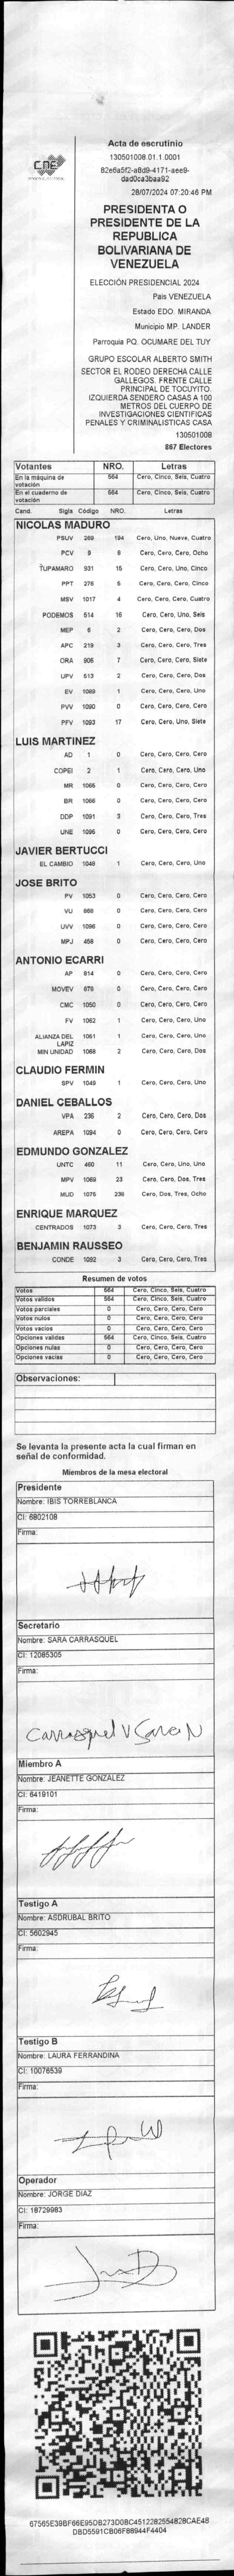 CNE
Acta de escrutinio
130501008 01.1.0001
82e6a5f2-a8d9-4171-aee9-
dad0ca3baa92
28/07/2024 07:20:46 PM
PRESIDENTA O
PRESIDENTE DE LA
REPUBLICA
BOLIVARIANA DE
VENEZUELA
ELECCIÓN PRESIDENCIAL 2024
Pais VENEZUELA
Estado EDO. MIRANDA
Municipio MP. LANDER
Parroquia PQ. OCUMARE DEL TUY
GRUPO ESCOLAR ALBERTO SMITH
SECTOR EL RODEO DERECHA CALLE
GALLEGOS. FRENTE CALLE
PRINCIPAL DE TOCUYITO.
IZQUIERDA SENDERO CASAS A 100
METROS DEL CUERPO DE
INVESTIGACIONES CIENTIFICAS
PENALES Y CRIMINALISTICAS CASA
130501008
867 Electores
Votantes NRO. Letras
En la máquina de votación 564 Cero, Cinco, Seis, Cuatro
En el cuaderno de votación 564 Cero, Cinco, Seis, Cuatro
Cand. Sigla Código NRO. Letras
NICOLAS MADURO
PSUV 269 194 Cero, Uno, Nueve, Cuatro
PCV 9 8 Cero, Cero, Cero, Ocho
TUPAMARO 931 15 Cero, Cero, Uno, Cinco
PPT 276 5 Cero, Cero, Cero, Cinco
MSV 1017 4 Cero, Cero, Cero, Cuatro
PODEMOS 514 16 Cero, Cero, Uno, Seis
MEP 6 2 Cero, Cero, Cero, Dos
APC 219 3 Cero, Cero, Cero, Tres
ORA 906 7 Cero, Cero, Cero, Siete
UPV 513 2 Cero, Cero, Cero, Dos
EV 1089 1 Cero, Cero, Cero, Uno
PVV 1090 0 Cero, Cero, Cero, Cero
PFV 1093 17 Cero, Cero, Uno, Siete
LUIS MARTINEZ
AD 1 0 Cero, Cero, Cero, Cero
COPEI 2 1 Cero, Cero, Cero, Uno
MR 1065 0 Cero, Cero, Cero, Cero
BR 1066 0 Cero, Cero, Cero, Cero
DDP 1091 3 Cero, Cero, Cero, Tres
UNE 1095 0 Cero, Cero, Cero, Cero
JAVIER BERTUCCI
EL CAMBIO 1048 1 Cero, Cero, Cero, Uno
JOSE BRITO
PV 1053 0 Cero, Cero, Cero, Cero
VU 869 0 Cero, Cero, Cero, Cero
UVV 1096 0 Cero, Cero, Cero, Cero
MPJ 458 0 Cero, Cero, Cero, Cero
ANTONIO ECARRI
AP 814 0 Cero, Cero, Cero, Cero
MOVEV 879 0 Cero, Cero, Cero, Cero
CMC 1050 0 Cero, Cero, Cero, Cero
FV 1062 1 Cero, Cero, Cero, Uno
ALIANZA DEL LAPIZ 1061 1 Cero, Cero, Cero, Uno
MIN UNIDAD 1068 2 Cero, Cero, Cero, Dos
CLAUDIO FERMIN
SPV 1049 1 Cero, Cero, Cero, Uno
DANIEL CEBALLOS
VPA 236 2 Cero, Cero, Cero, Dos
AREPA 1094 0 Cero, Cero, Cero, Cero
EDMUNDO GONZALEZ
UNTC 460 11 Cero, Cero, Uno, Uno
MPV 1069 23 Cero, Cero, Dos, Tres
MUD 1075 238 Cero, Dos, Tres, Ocho
ENRIQUE MARQUEZ
CENTRADOS 1073 3 Cero, Cero, Cero, Tres
BENJAMIN RAUSSEO
CONDE 1092 3 Cero, Cero, Cero, Tres
Resumen de votos
Votos 564 Cero, Cinco, Seis, Cuatro
Votos validos 564 Cero, Cinco, Seis, Cuatro
Votos parciales 0 Cero, Cero, Cero, Cero
Votos nulos 0 Cero, Cero, Cero, Cero
Votos vacios 0 Cero, Cero, Cero, Cero
Opciones validas 564 Cero, Cinco, Seis, Cuatro
Opciones nulas 0 Cero, Cero, Cero, Cero
Opciones vacias 0 Cero, Cero, Cero, Cero
Observaciones:
Se levanta la presente acta la cual firman en
señal de conformidad.
Miembros de la mesa electoral
Presidente
Nombre: IBIS TORREBLANCA
CI: 6802108
Firma:
Secretario
Nombre: SARA CARRASQUEL
CI: 12085305
Firma:
Carrasquel V Sara N
Miembro A
Nombre: JEANETTE GONZALEZ
CI: 6419101
Firma:
Testigo A
Nombre: ASDRUBAL BRITO
CI: 5602945
Firma:
Testigo B
Nombre: LAURA FERRANDINA
CI: 10076539
Firma:
Operador
Nombre: JORGE DIAZ
CI: 18729983
Firma:
67565E39BF66E95DB273D0BC4512282554828CAE48
DBD5591CB06F88944F4404